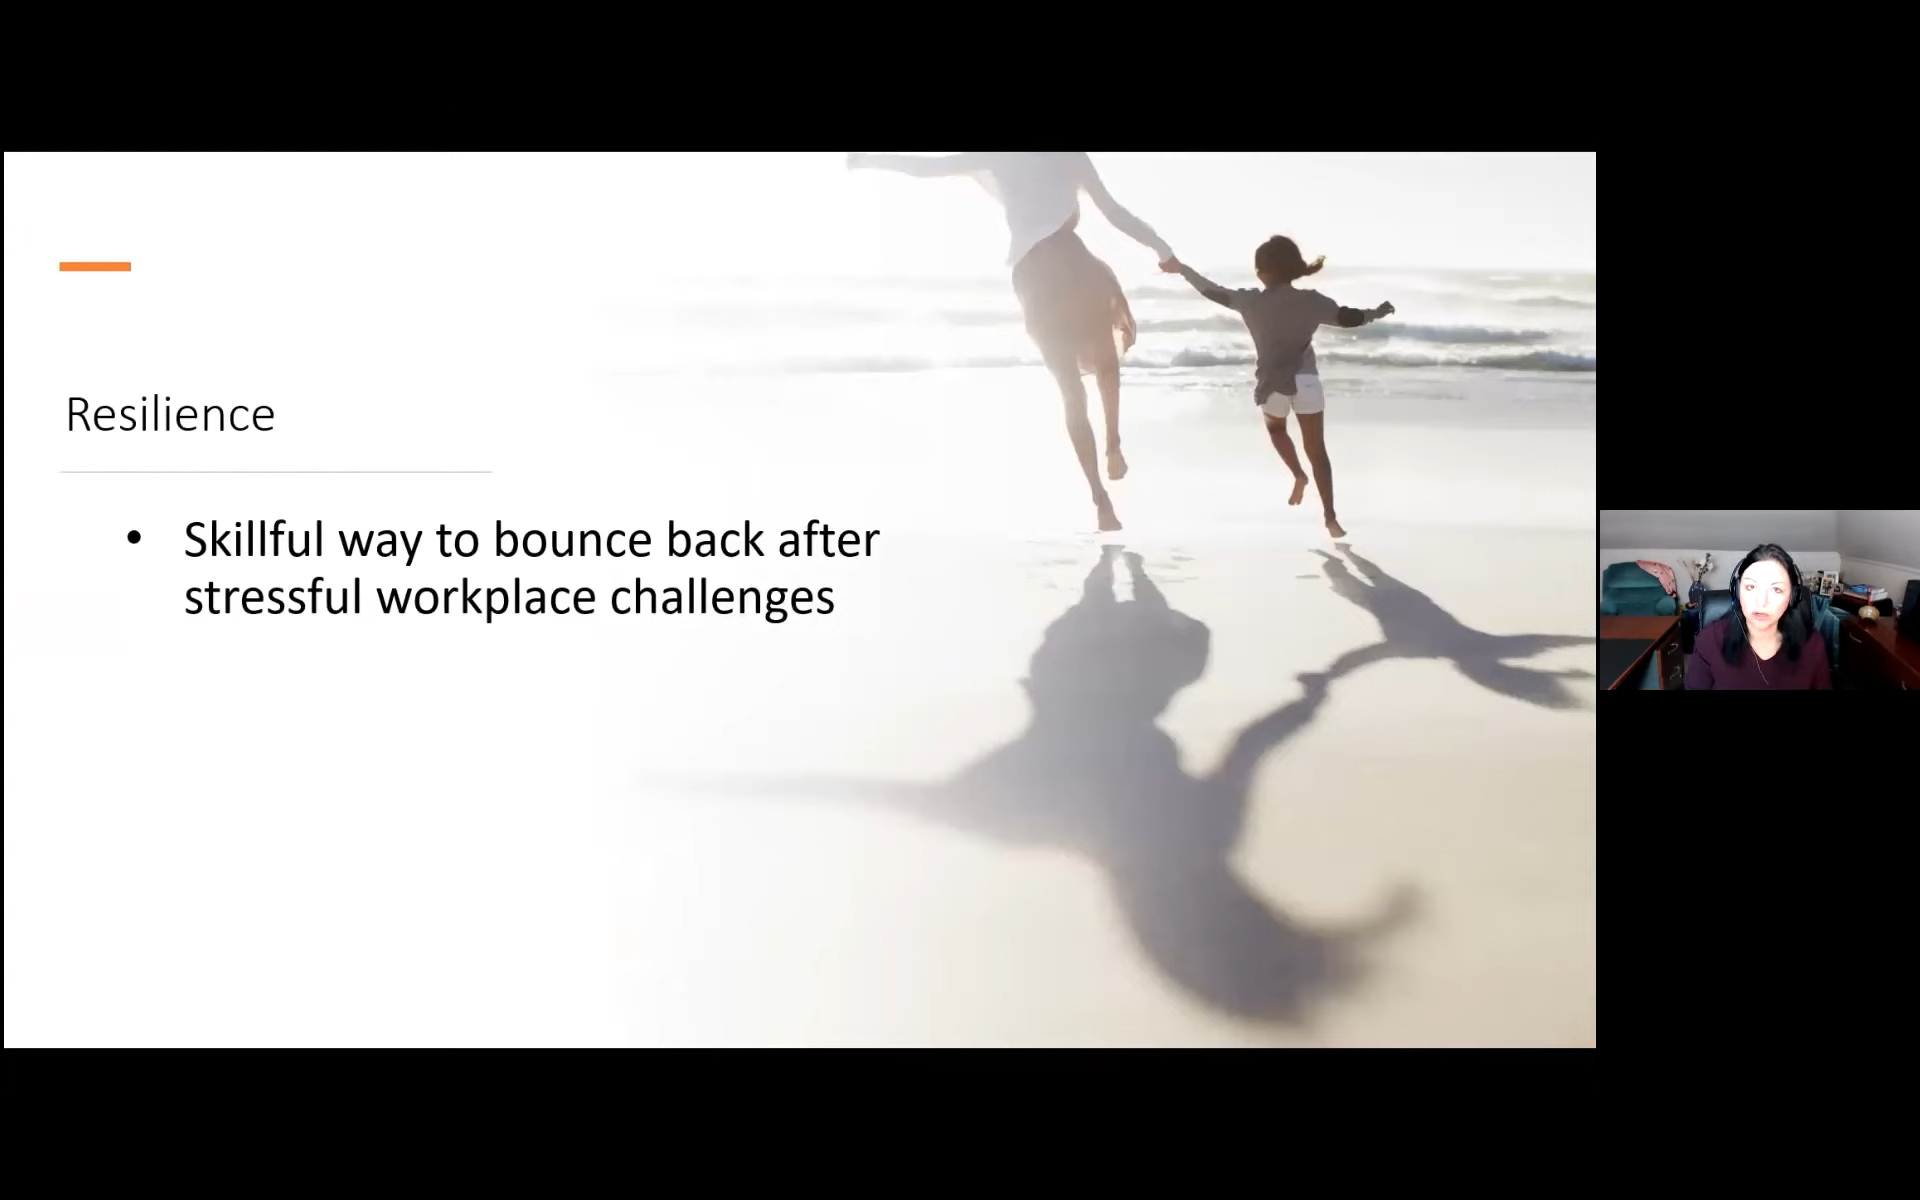 Resilience
• Skillful way to bounce back after
stressful workplace challenges